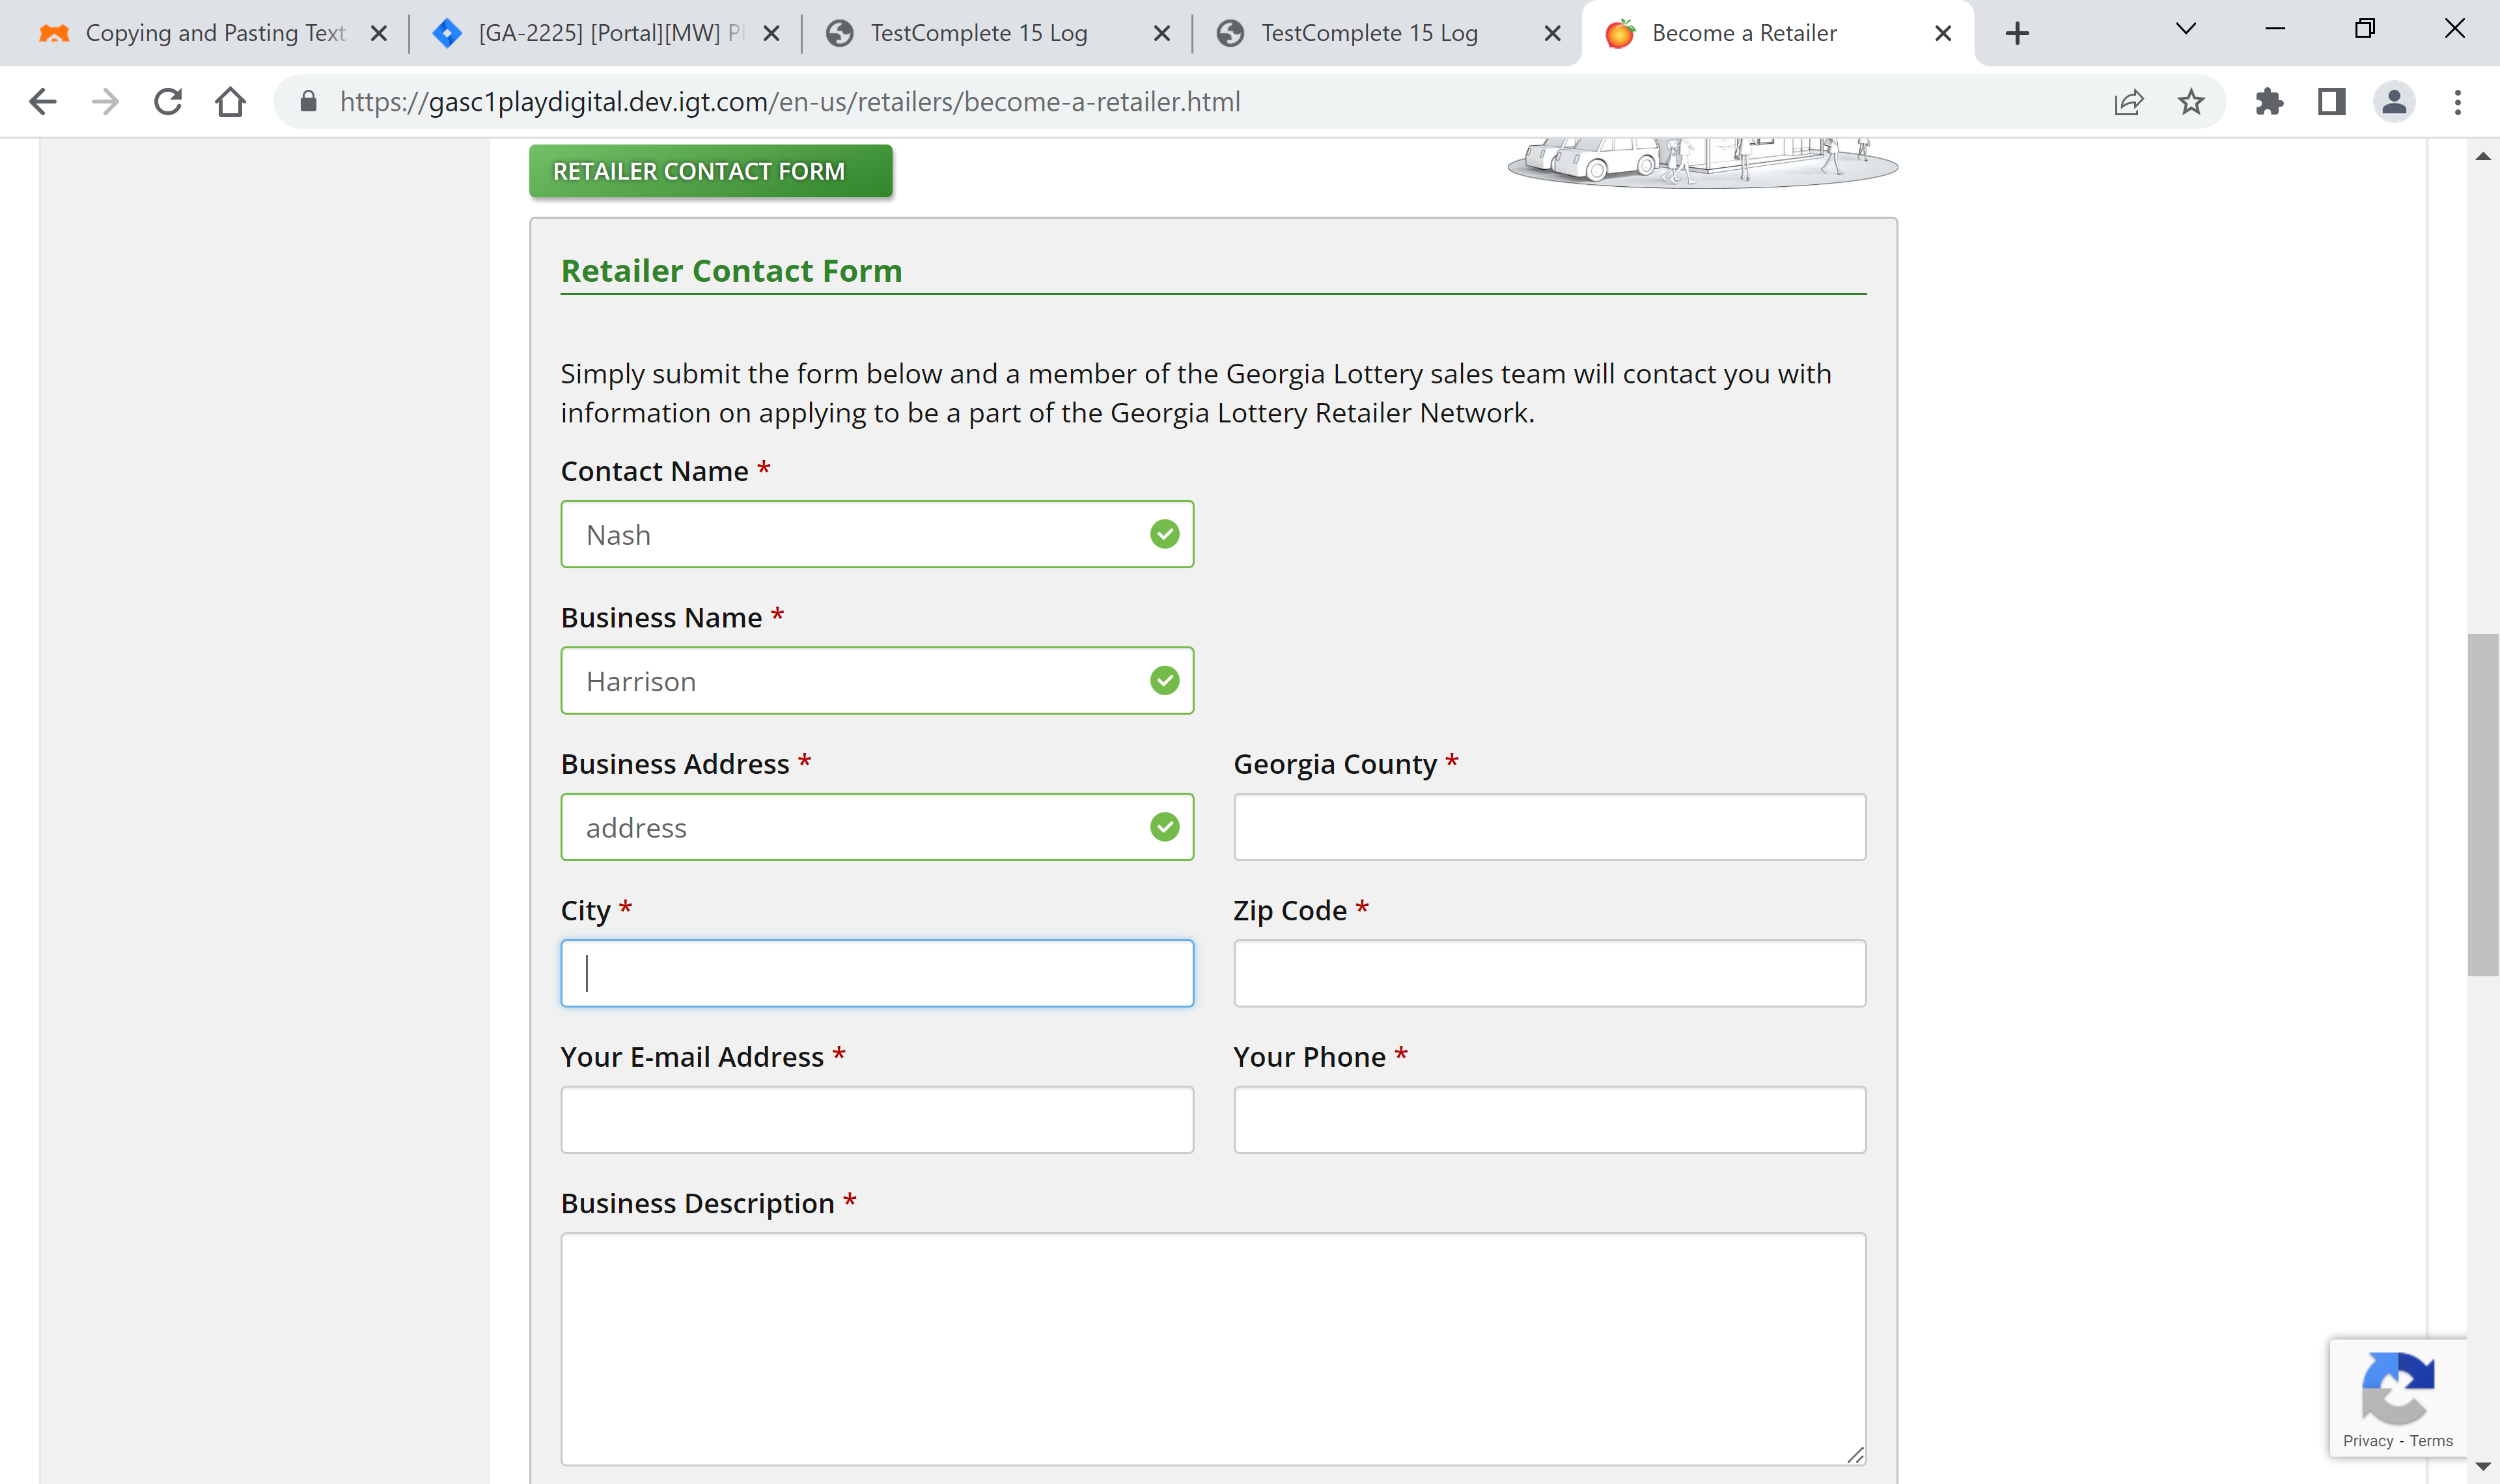 Copying and Pasting Text
[GA-2225] [Portal][MW] Pl
TestComplete 15 Log
TestComplete 15 Log
Become a Retailer
https://gasc1playdigital.dev.igt.com/en-us/retailers/become-a-retailer.html
RETAILER CONTACT FORM
Retailer Contact Form
Simply submit the form below and a member of the Georgia Lottery sales team will contact you with
information on applying to be a part of the Georgia Lottery Retailer Network.
Contact Name *
Nash
Business Name *
Harrison
Business Address *
Georgia County *
address
City *
Zip Code *
Your E-mail Address *
Your Phone *
Business Description *
Privacy - Terms